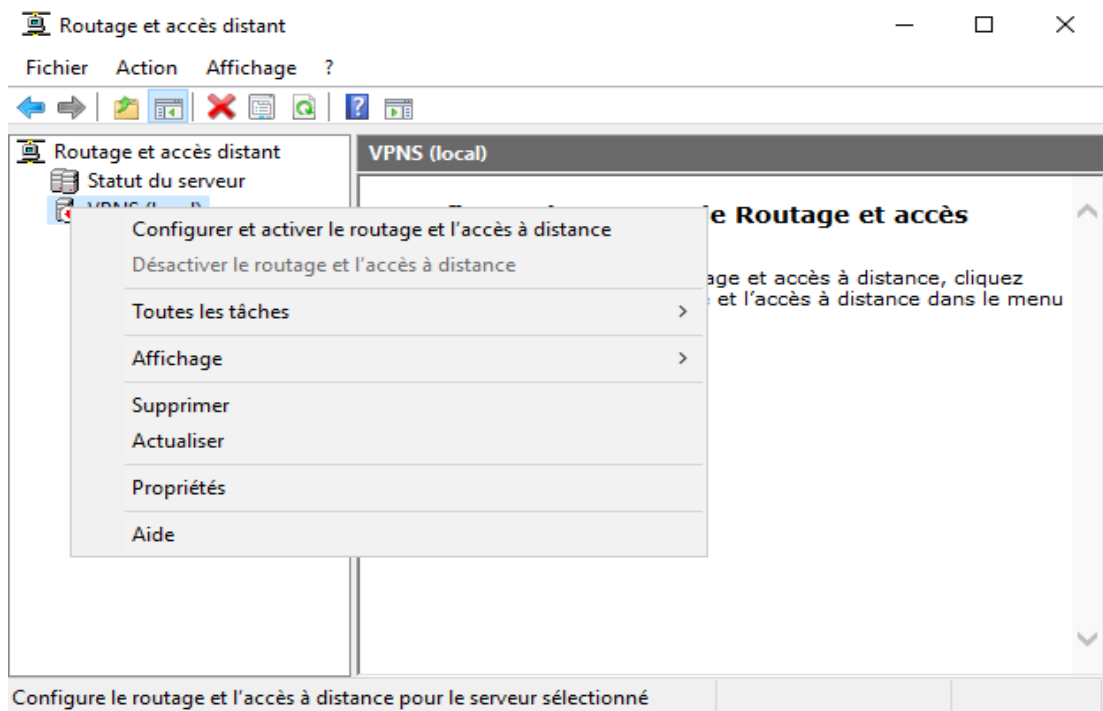 Routage et accès distant
Fichier Action Affichage ?
Routage et accès distant
Statut du serveur
VPNS (local)
VPNS (local)
e Routage et accès
age et accès à distance, cliquez
et l'accès à distance dans le menu
Configurer et activer le routage et l'accès à distance
Désactiver le routage et l'accès à distance
Toutes les tâches
Affichage
Supprimer
Actualiser
Propriétés
Aide
Configure le routage et l'accès à distance pour le serveur sélectionné